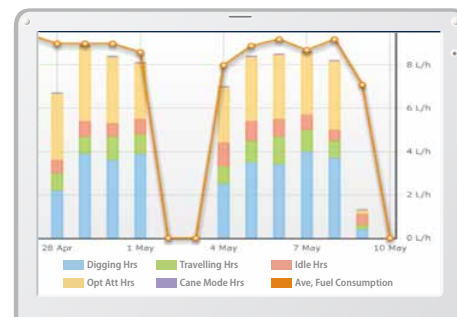 8 L/h
6 L/h
4 L/h
2 L/h
0 L/h
28 Apr 1 May 4 May 7 May 10 May
Digging Hrs Travelling Hrs Idle Hrs
Opt Att Hrs Cane Mode Hrs Ave, Fuel Consumption